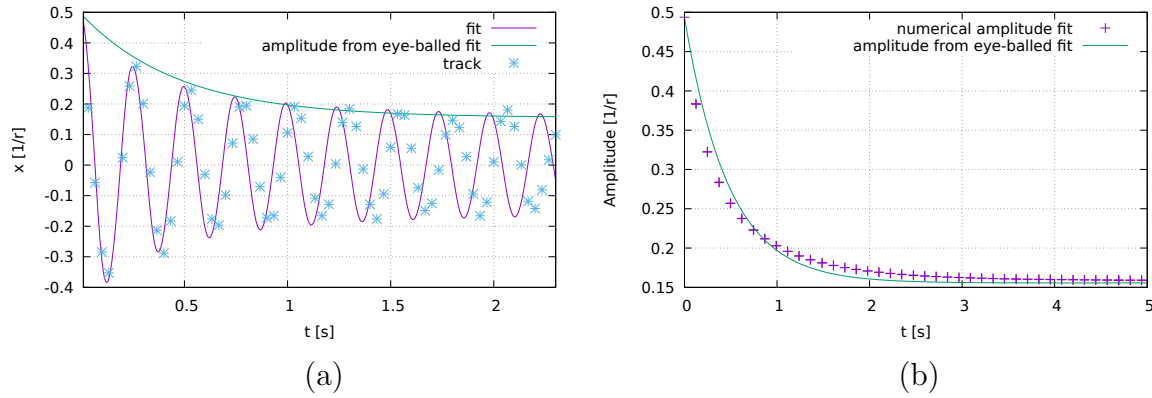 0.5
0.4
0.3
0.2
0.1
0
-0.1
-0.2
-0.3
-0.4
x [1/r]
0.5
1
1.5
2
t [s]
fit
amplitude from eye-balled fit
track
(a)
0.5
0.45
0.4
0.35
0.3
0.25
0.2
0.15
Amplitude [1/r]
0
1
2
3
4
5
t [s]
numerical amplitude fit
amplitude from eye-balled fit
(b)